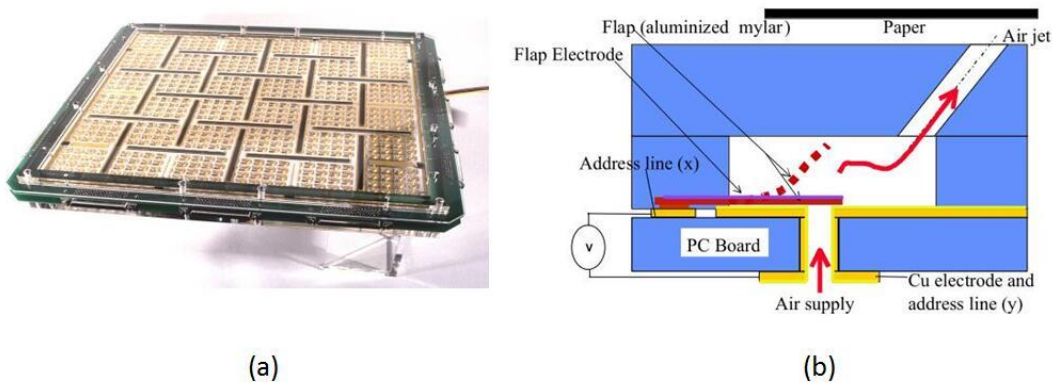 Flap (aluminized mylar)
Paper
Flap Electrode
Air jet
Address line (x)
V
PC Board
Cu electrode and
address line (y)
Air supply
(a)
(b)